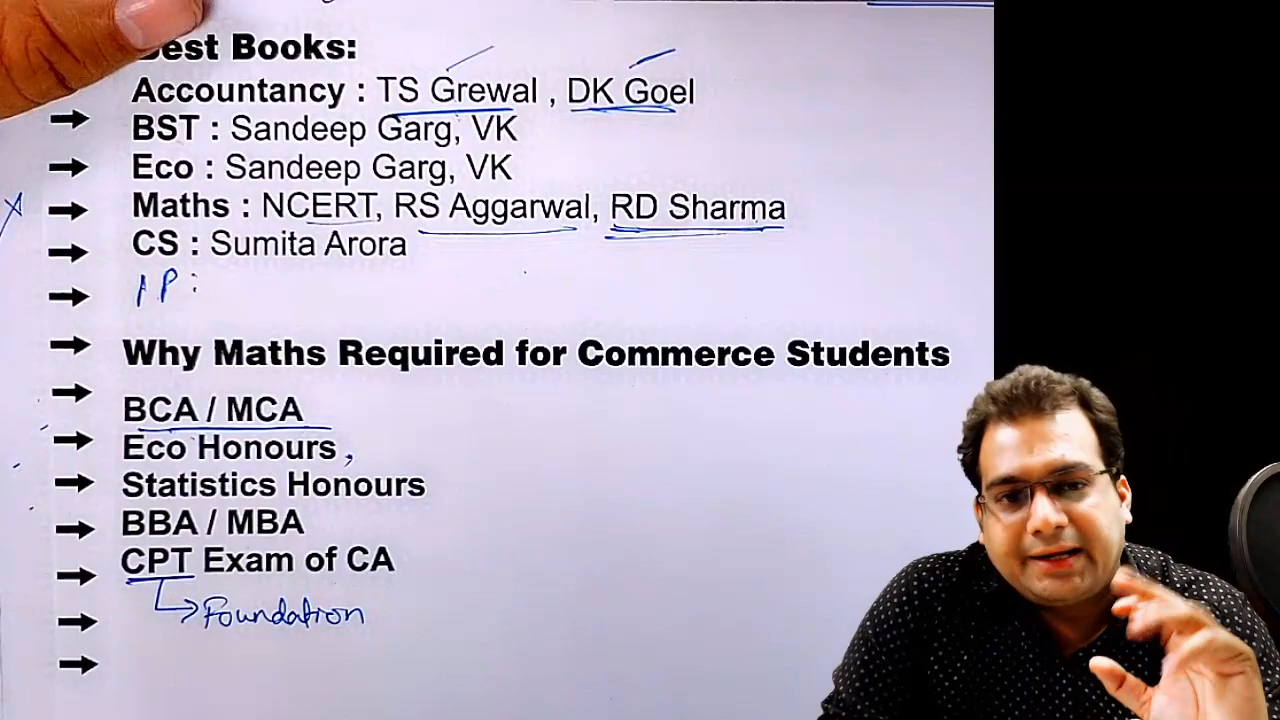 Best Books:
Accountancy : TS Grewal , DK Goel
BST : Sandeep Garg, VK
Eco : Sandeep Garg, VK
Maths : NCERT, RS Aggarwal, RD Sharma
CS : Sumita Arora
IP :
Why Maths Required for Commerce Students
BCA / MCA
Eco Honours ,
Statistics Honours
BBA / MBA
CPT Exam of CA
Foundation